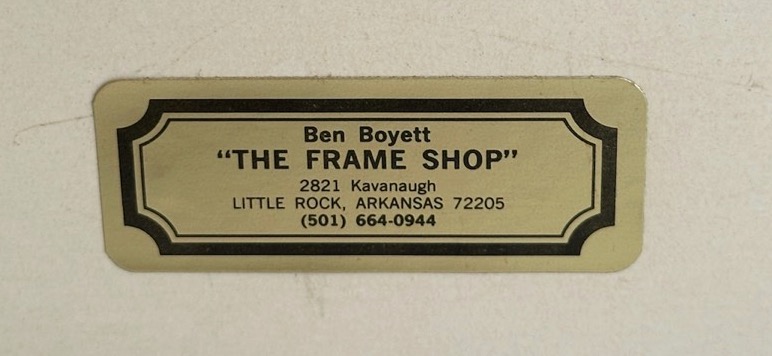 Ben Boyett
“THE FRAME SHOP”
2821 Kavanaugh
LITTLE ROCK, ARKANSAS 72205
(501) 664-0944